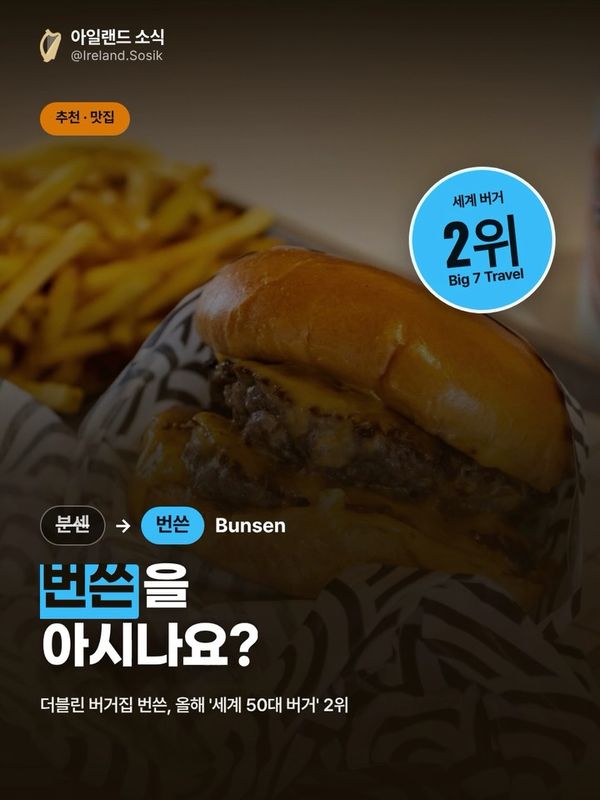 아일랜드 소식
@Ireland.Sosik
추천 · 맛집
세계 버거
2위
Big 7 Travel
분센 → 번쓴 Bunsen
번쓴을
아시나요?
더블린 버거집 번쓴, 올해 '세계 50대 버거' 2위